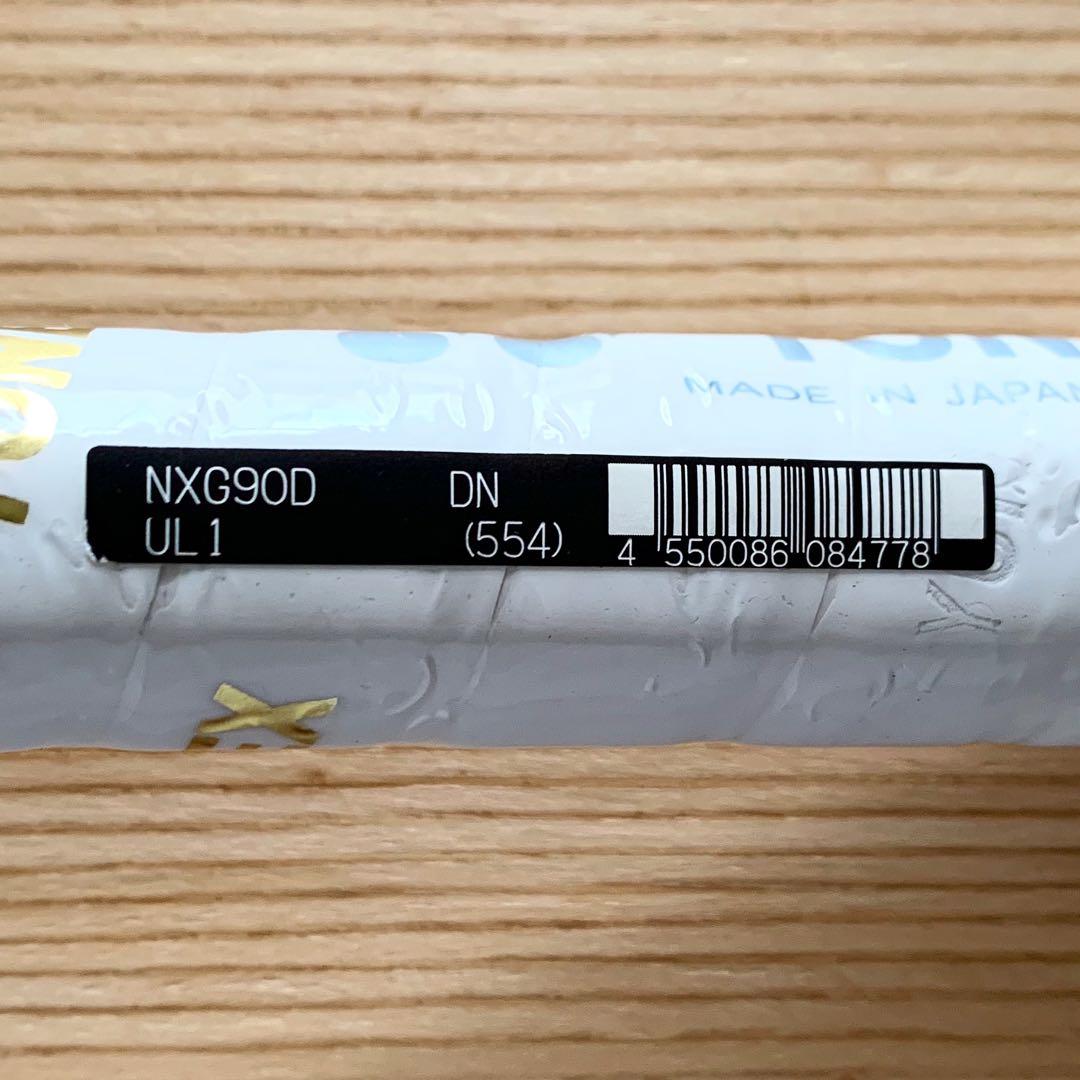 MADE IN JAPAN
NXG90D DN
UL1 (554)
4 550086 084778